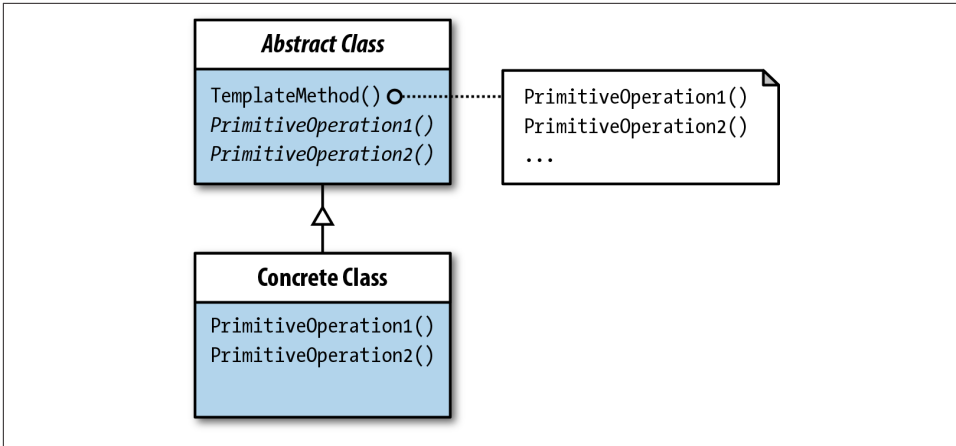 Abstract Class
TemplateMethod()
PrimitiveOperation1()
PrimitiveOperation2()
PrimitiveOperation1()
PrimitiveOperation2()
...
Concrete Class
PrimitiveOperation1()
PrimitiveOperation2()